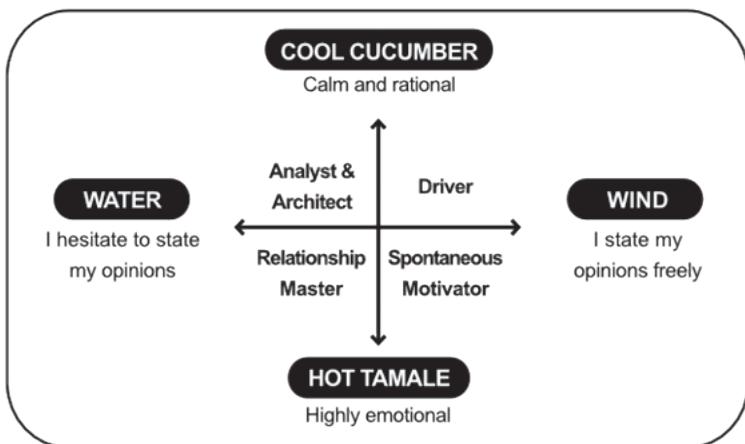 COOL CUCUMBER
Calm and rational
Analyst &
Architect
Driver
WATER
I hesitate to state
my opinions
WIND
I state my
opinions freely
Relationship
Master
Spontaneous
Motivator
HOT TAMALE
Highly emotional